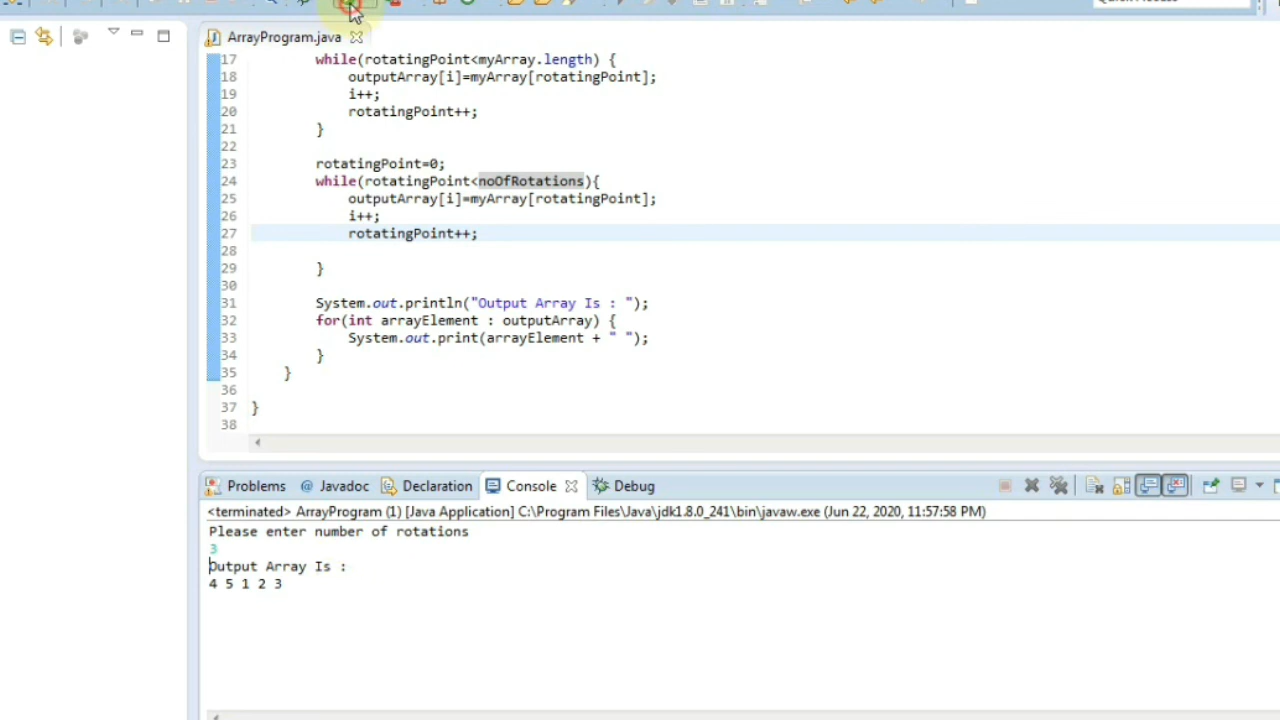 ArrayProgram.java
17 while(rotatingPoint<myArray.length) {
18 outputArray[i]=myArray[rotatingPoint];
19 i++;
20 rotatingPoint++;
21 }
22
23 rotatingPoint=0;
24 while(rotatingPoint<noOfRotations){
25 outputArray[i]=myArray[rotatingPoint];
26 i++;
27 rotatingPoint++;
28
29 }
30
31 System.out.println("Output Array Is : ");
32 for(int arrayElement : outputArray) {
33 System.out.print(arrayElement + " ");
34 }
35 }
36
37 }
38
Problems @ Javadoc Declaration Console Debug
<terminated> ArrayProgram (1) [Java Application] C:\Program Files\Java\jdk1.8.0_241\bin\javaw.exe (Jun 22, 2020, 11:57:58 PM)
Please enter number of rotations
3
Output Array Is :
4 5 1 2 3